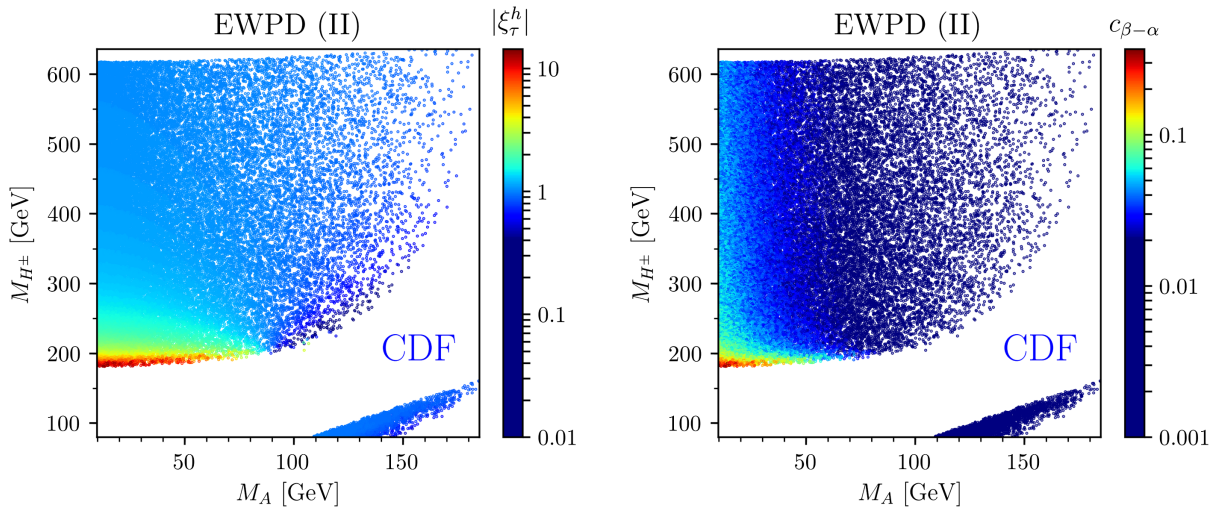 EWPD (II)
|ξ_τ^h|
600
500
400
300
200
100
M_{H^±} [GeV]
CDF
50
100
150
M_A [GeV]
10
1
0.1
0.01
EWPD (II)
c_{β−α}
600
500
400
300
200
100
M_{H^±} [GeV]
CDF
50
100
150
M_A [GeV]
0.1
0.01
0.001